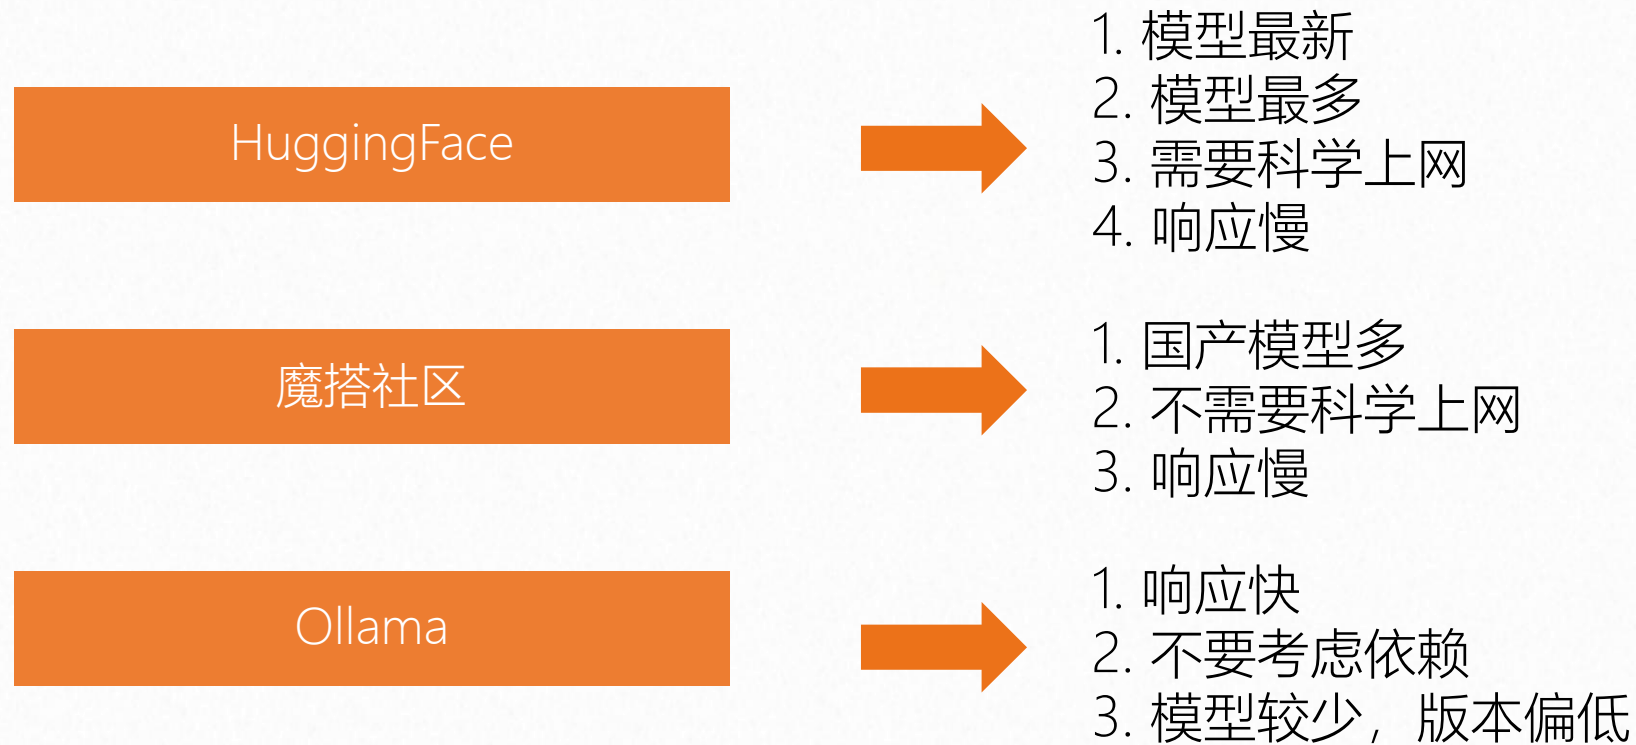 HuggingFace
1. 模型最新
2. 模型最多
3. 需要科学上网
4. 响应慢
魔搭社区
1. 国产模型多
2. 不需要科学上网
3. 响应慢
Ollama
1. 响应快
2. 不要考虑依赖
3. 模型较少，版本偏低